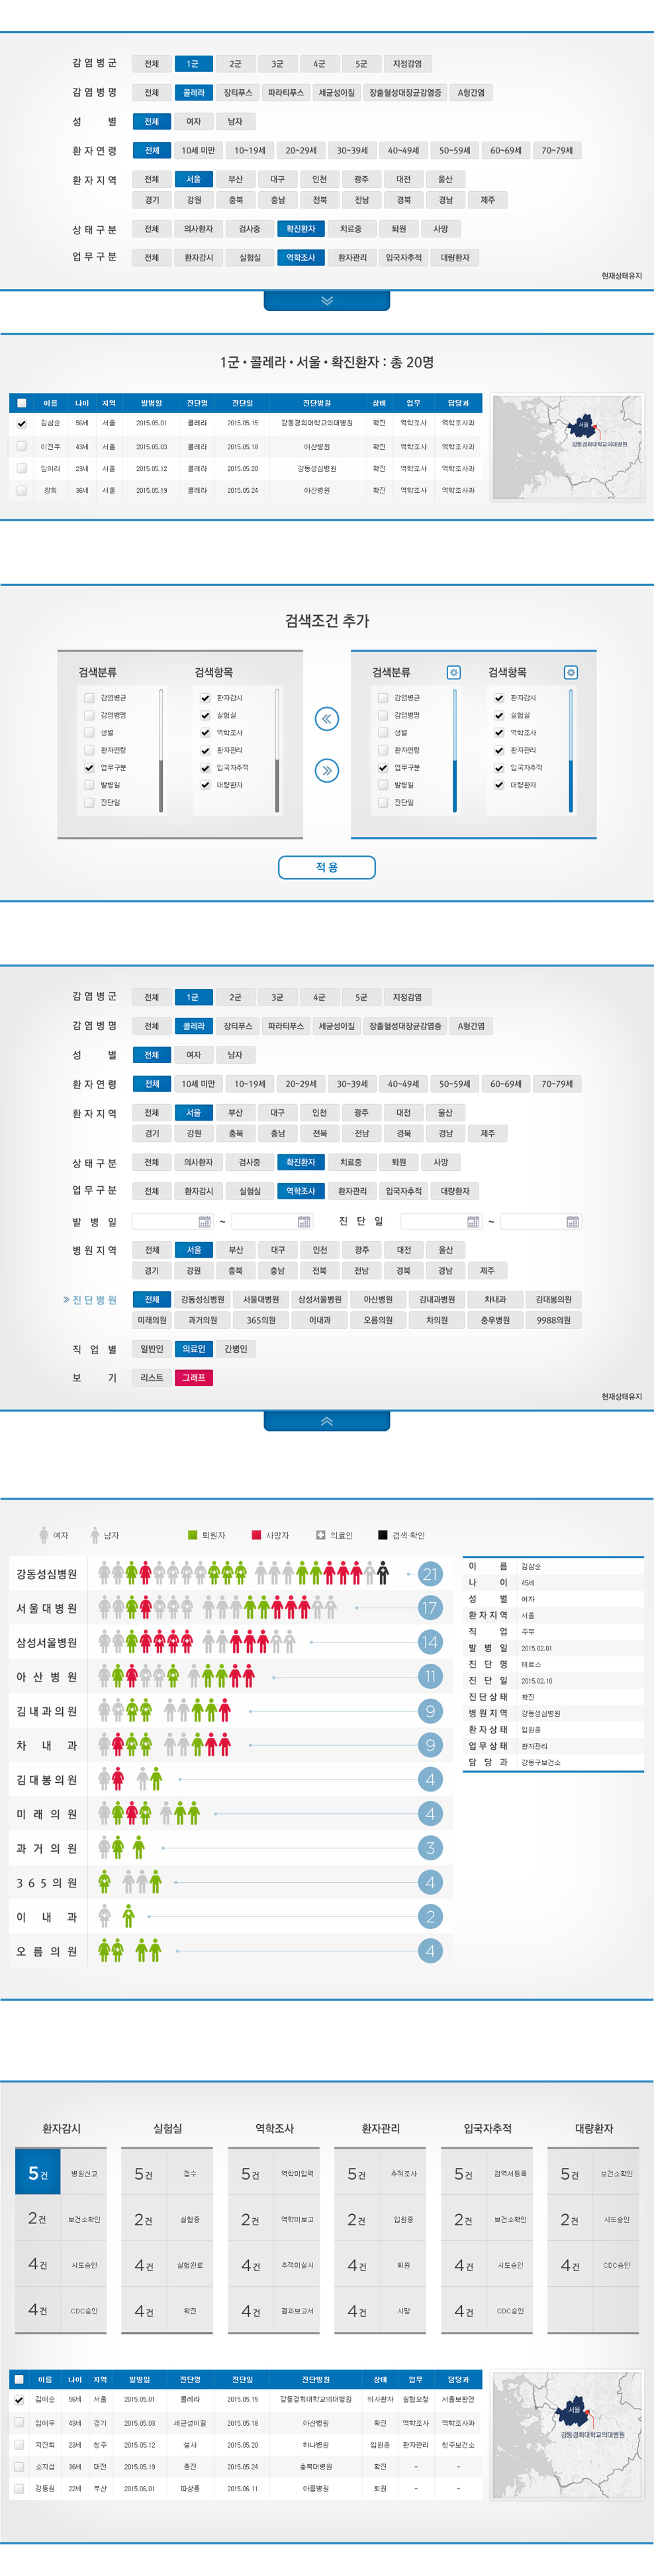 감염병군 전체 1군 2군 3군 4군 5군 지정감염
감염병명 전체 콜레라 장티푸스 파라티푸스 세균성이질 장출혈성대장균감염증 A형간염
성 별 전체 여자 남자
환자연령 전체 10세 미만 10~19세 20~29세 30~39세 40~49세 50~59세 60~69세 70~79세
환자지역 전체 서울 부산 대구 인천 광주 대전 울산
경기 강원 충북 충남 전북 전남 경북 경남 제주
상태구분 전체 의사환자 검사중 확진환자 치료중 퇴원 사망
업무구분 전체 환자감시 실험실 역학조사 환자관리 입국자추적 대량환자
현재상태유지
1군 • 콜레라 • 서울 • 확진환자 : 총 20명
이름 나이 지역 발병일 진단명 진단일 진단병원 상태 업무 담당과
김삼순 56세 서울 2015.05.01 콜레라 2015.05.15 강동경희대학교의대병원 확진 역학조사 역학조사과
이진우 43세 서울 2015.05.03 콜레라 2015.05.18 아산병원 확진 역학조사 역학조사과
임이리 23세 서울 2015.05.12 콜레라 2015.05.20 강동성심병원 확진 역학조사 역학조사과
장희 36세 서울 2015.05.19 콜레라 2015.05.24 아산병원 확진 역학조사 역학조사과
서울
강동경희대학교의대병원
검색조건 추가
검색분류 검색항목 검색분류 검색항목
감염병균 환자감시 감염병균 환자감시
감염병명 실험실 감염병명 실험실
성별 역학조사 성별 역학조사
환자연령 환자관리 환자연령 환자관리
업무구분 입국자추적 업무구분 입국자추적
발병일 대량환자 발병일 대량환자
진단일 진단일
적용
감염병군 전체 1군 2군 3군 4군 5군 지정감염
감염병명 전체 콜레라 장티푸스 파라티푸스 세균성이질 장출혈성대장균감염증 A형간염
성 별 전체 여자 남자
환자연령 전체 10세 미만 10~19세 20~29세 30~39세 40~49세 50~59세 60~69세 70~79세
환자지역 전체 서울 부산 대구 인천 광주 대전 울산
경기 강원 충북 충남 전북 전남 경북 경남 제주
상태구분 전체 의사환자 검사중 확진환자 치료중 퇴원 사망
업무구분 전체 환자감시 실험실 역학조사 환자관리 입국자추적 대량환자
발 병 일 ~ 진 단 일 ~
병원지역 전체 서울 부산 대구 인천 광주 대전 울산
경기 강원 충북 충남 전북 전남 경북 경남 제주
» 진단병원 전체 강동성심병원 서울대병원 삼성서울병원 아산병원 김내과병원 차내과 김대봉의원
미래의원 과거의원 365의원 이내과 오름의원 차의원 충우병원 9988의원
직 업 별 일반인 의료인 간병인
보 기 리스트 그래프
현재상태유지
여자 남자 퇴원자 사망자 의료인 검색·확인
강동성심병원 21
서울대병원 17
삼성서울병원 14
아산병원 11
김내과의원 9
차내과 9
김대봉의원 4
미래의원 4
과거의원 3
365의원 4
이내과 2
오름의원 4
이 름 김삼순
나 이 45세
성 별 여자
환자지역 서울
직 업 주부
발 병 일 2015.02.01
진 단 명 메르스
진 단 일 2015.02.10
진단상태 확진
병원지역 강동성심병원
환자상태 입원중
업무상태 환자관리
담 당 과 강동구보건소
환자감시 실험실 역학조사 환자관리 입국자추적 대량환자
5건 병원신고 5건 접수 5건 역학미입력 5건 추적조사 5건 검역서등록 5건 보건소확인
2건 보건소확인 2건 실험중 2건 역학미보고 2건 입원중 2건 보건소확인 2건 시도승인
4건 시도승인 4건 실험완료 4건 추적미실시 4건 퇴원 4건 시도승인 4건 CDC승인
4건 CDC승인 4건 확진 4건 결과보고서 4건 사망 4건 CDC승인
이름 나이 지역 발병일 진단명 진단일 진단병원 상태 업무 담당과
김이순 56세 서울 2015.05.01 콜레라 2015.05.15 강동경희대학교의대병원 의사환자 실험요청 서울보환연
임이우 43세 경기 2015.05.03 세균성이질 2015.05.18 아산병원 확진 역학조사 역학조사과
지진희 23세 청주 2015.05.12 설사 2015.05.20 하나병원 입원중 환자관리 청주보건소
소지섭 36세 대전 2015.05.19 홍진 2015.05.24 충북대병원 확진 - -
강동원 22세 부산 2015.06.01 파상풍 2015.06.11 아름병원 퇴원 - -
서울
강동경희대학교의대병원